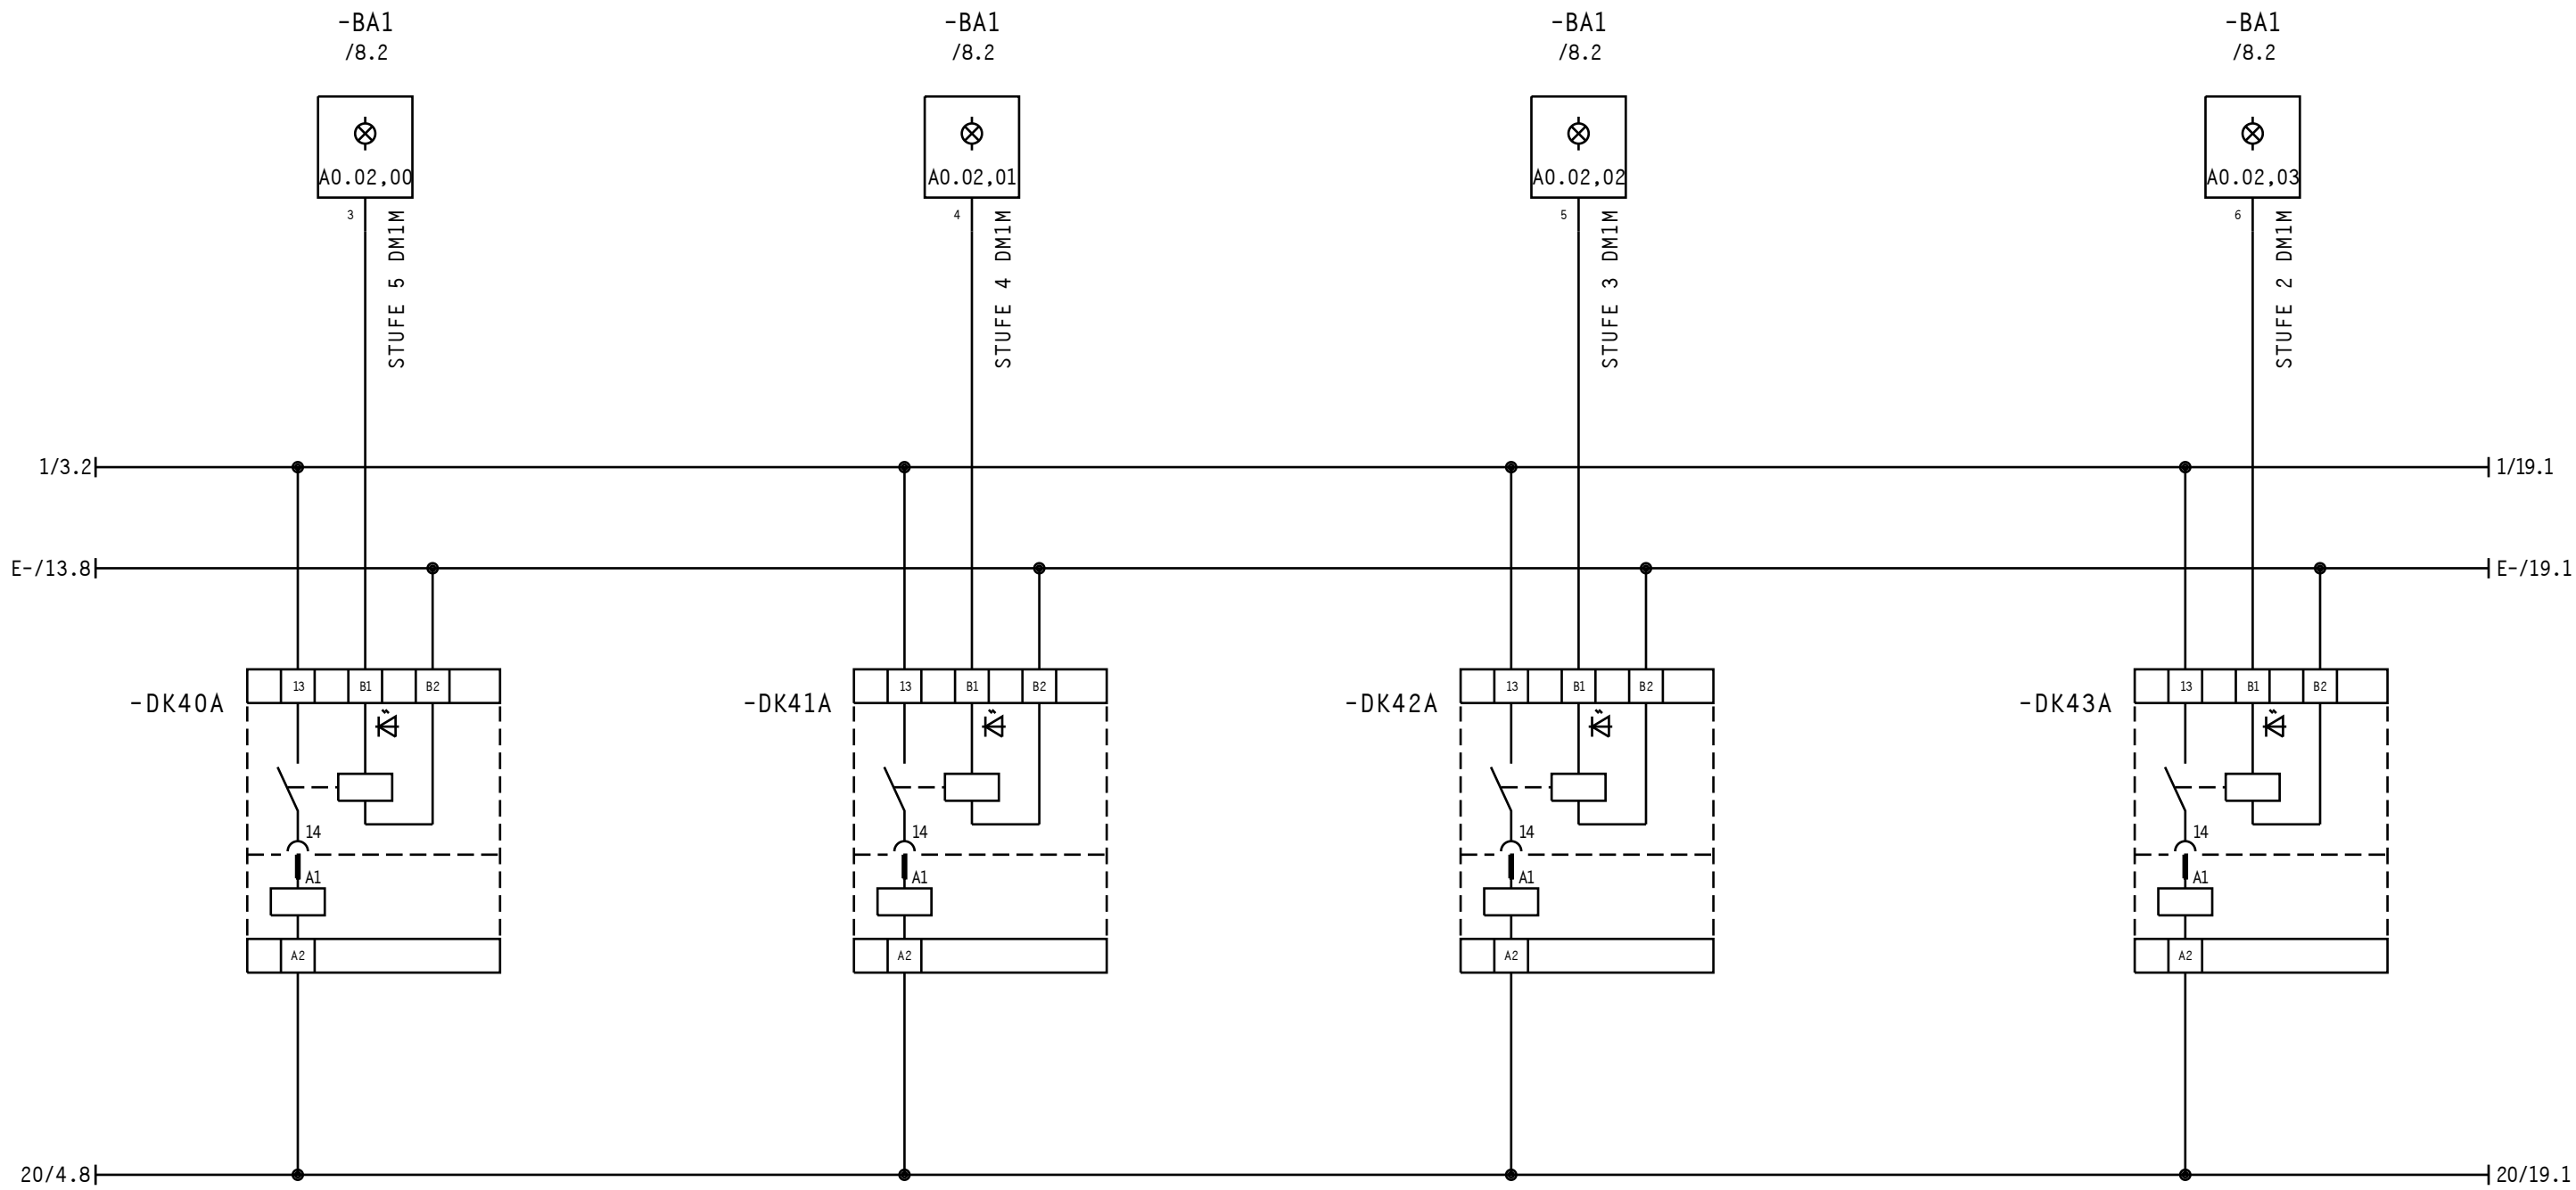 -BA1
/8.2
-BA1
/8.2
-BA1
/8.2
-BA1
/8.2
A0.02,00
A0.02,01
A0.02,02
A0.02,03
3
4
5
6
STUFE 5 DM1M
STUFE 4 DM1M
STUFE 3 DM1M
STUFE 2 DM1M
1/3.2
1/19.1
E-/13.8
E-/19.1
-DK40A
13
B1
B2
-DK41A
13
B1
B2
-DK42A
13
B1
B2
-DK43A
13
B1
B2
14
14
14
14
A1
A1
A1
A1
A2
A2
A2
A2
20/4.8
20/19.1